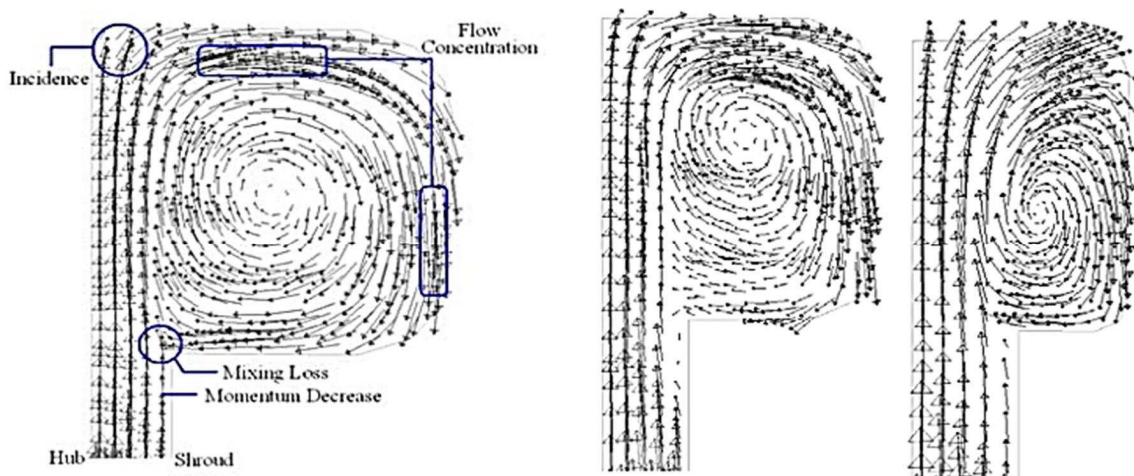 Flow
Concentration
Incidence
Mixing Loss
Momentum Decrease
Hub
Shroud